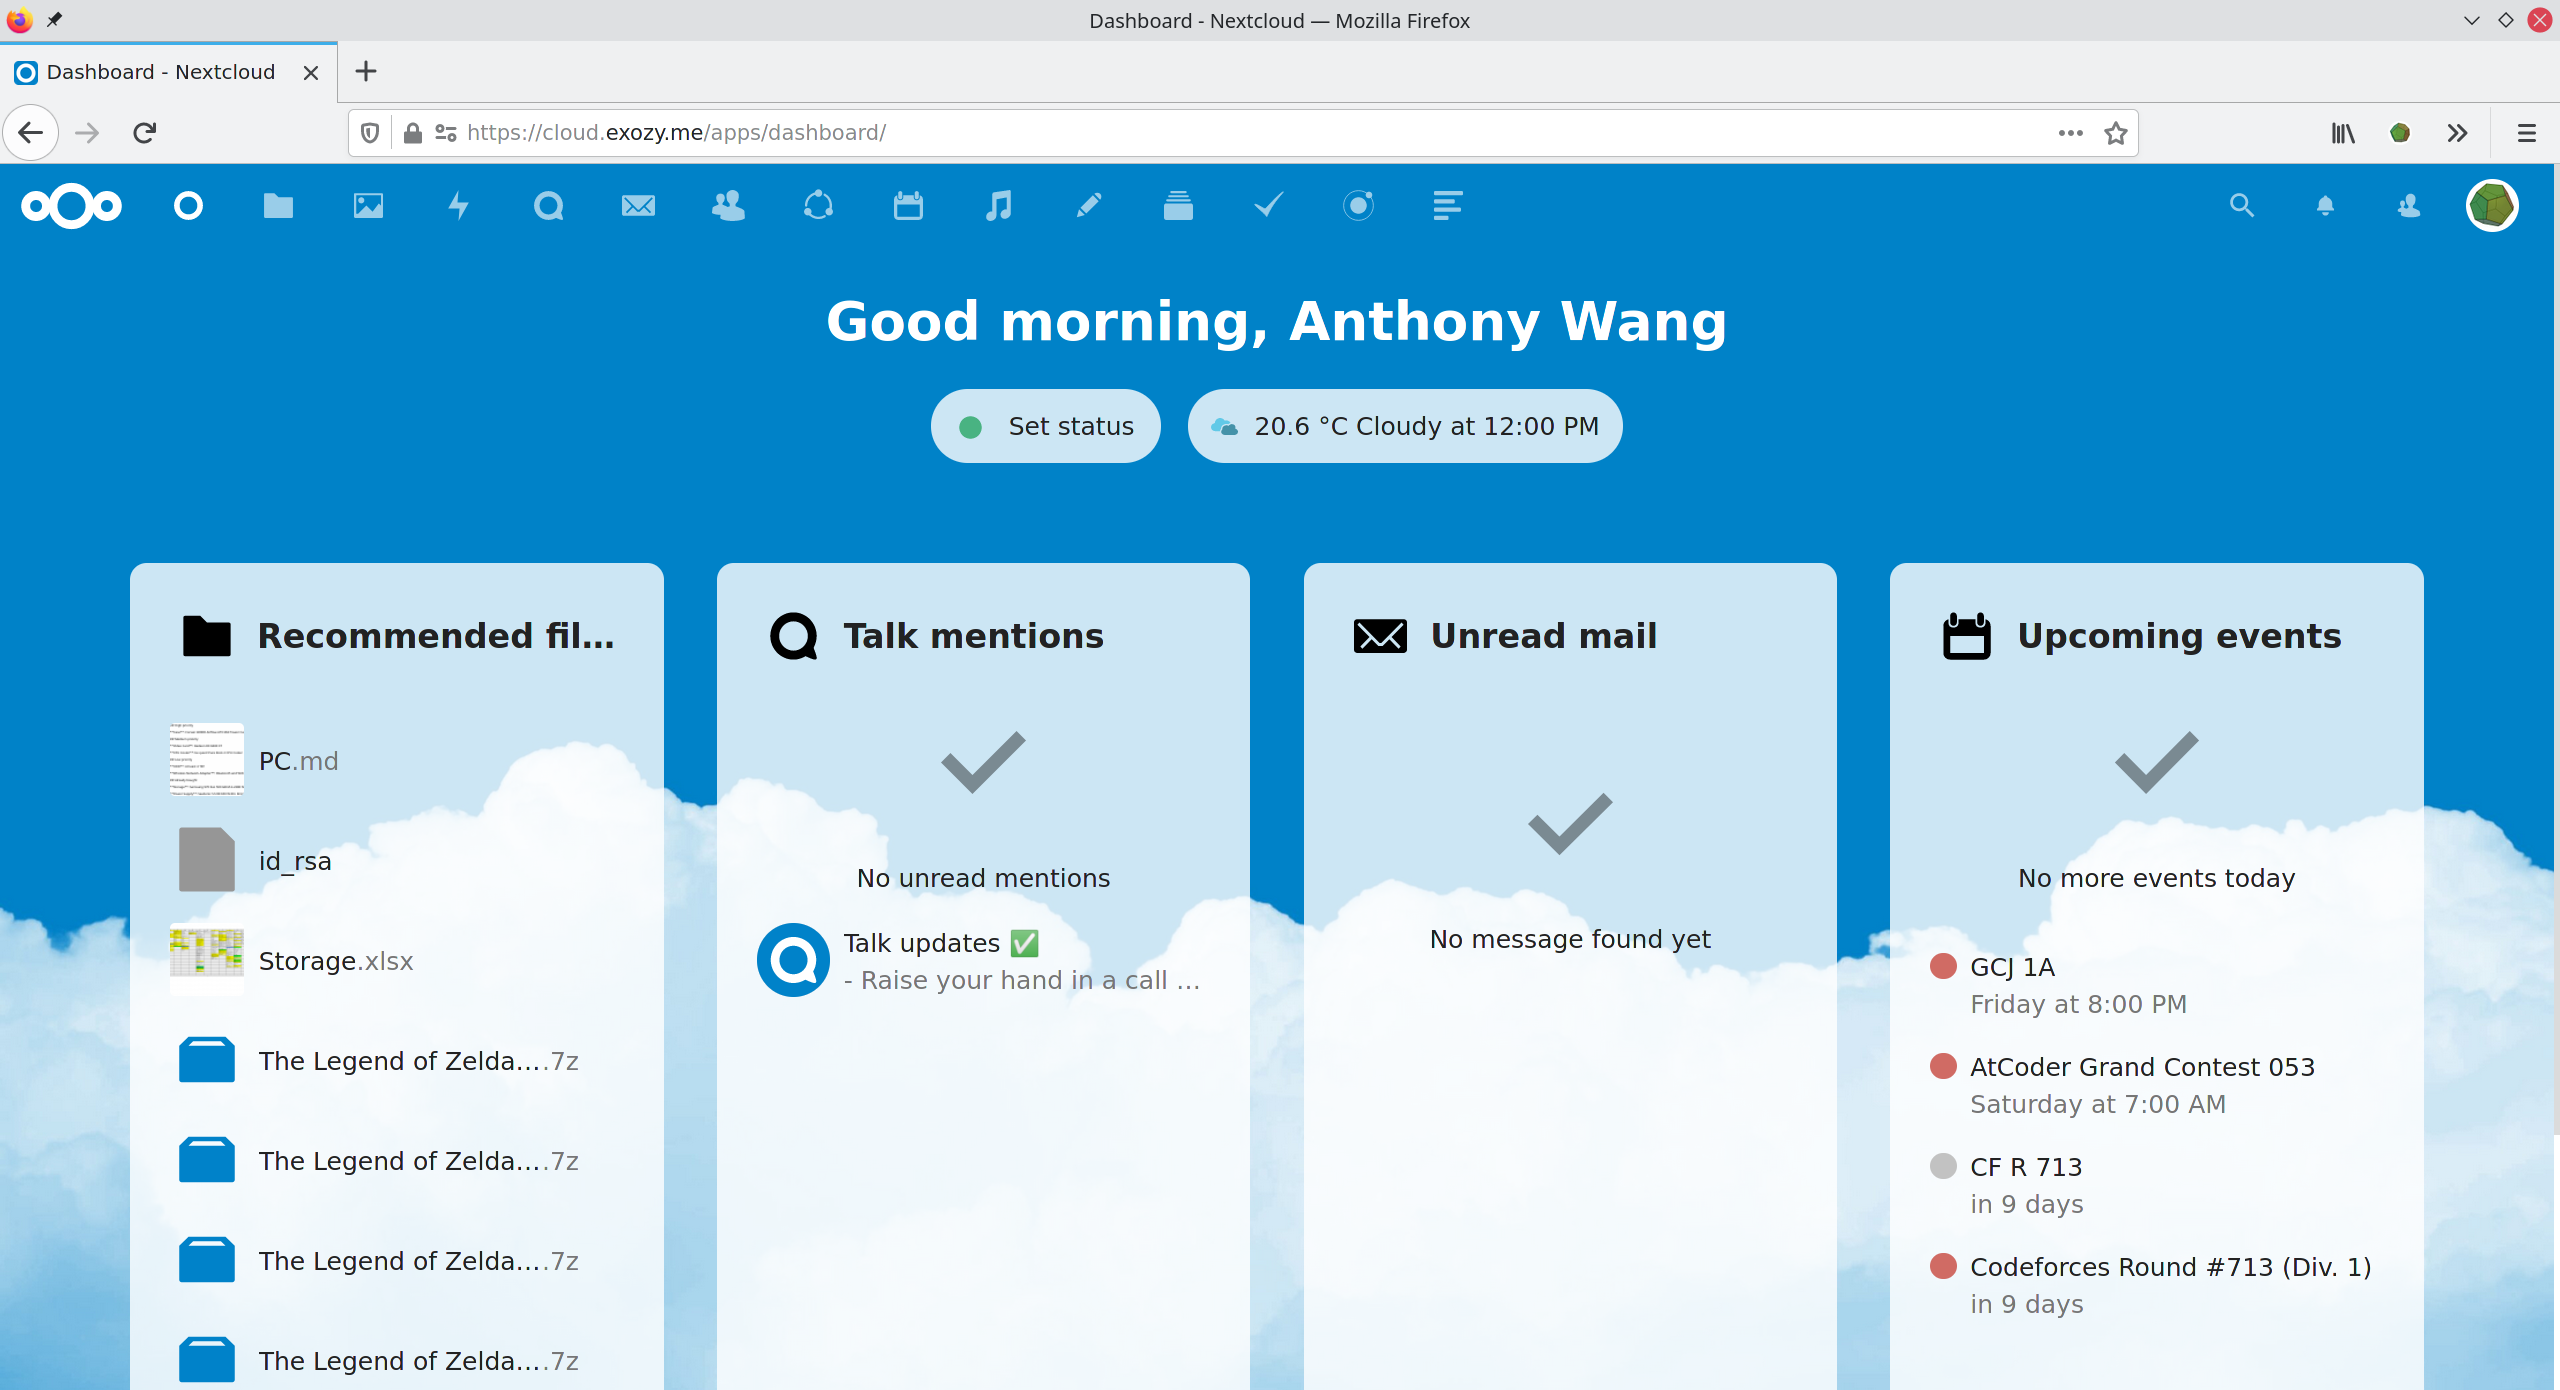 Dashboard - Nextcloud — Mozilla Firefox
Dashboard - Nextcloud
https://cloud.exozy.me/apps/dashboard/
Good morning, Anthony Wang
Set status
20.6 °C Cloudy at 12:00 PM
Recommended fil...
PC.md
id_rsa
Storage.xlsx
The Legend of Zelda....7z
The Legend of Zelda....7z
The Legend of Zelda....7z
The Legend of Zelda....7z
Talk mentions
No unread mentions
Talk updates ✅
- Raise your hand in a call ...
Unread mail
No message found yet
Upcoming events
No more events today
GCJ 1A
Friday at 8:00 PM
AtCoder Grand Contest 053
Saturday at 7:00 AM
CF R 713
in 9 days
Codeforces Round #713 (Div. 1)
in 9 days